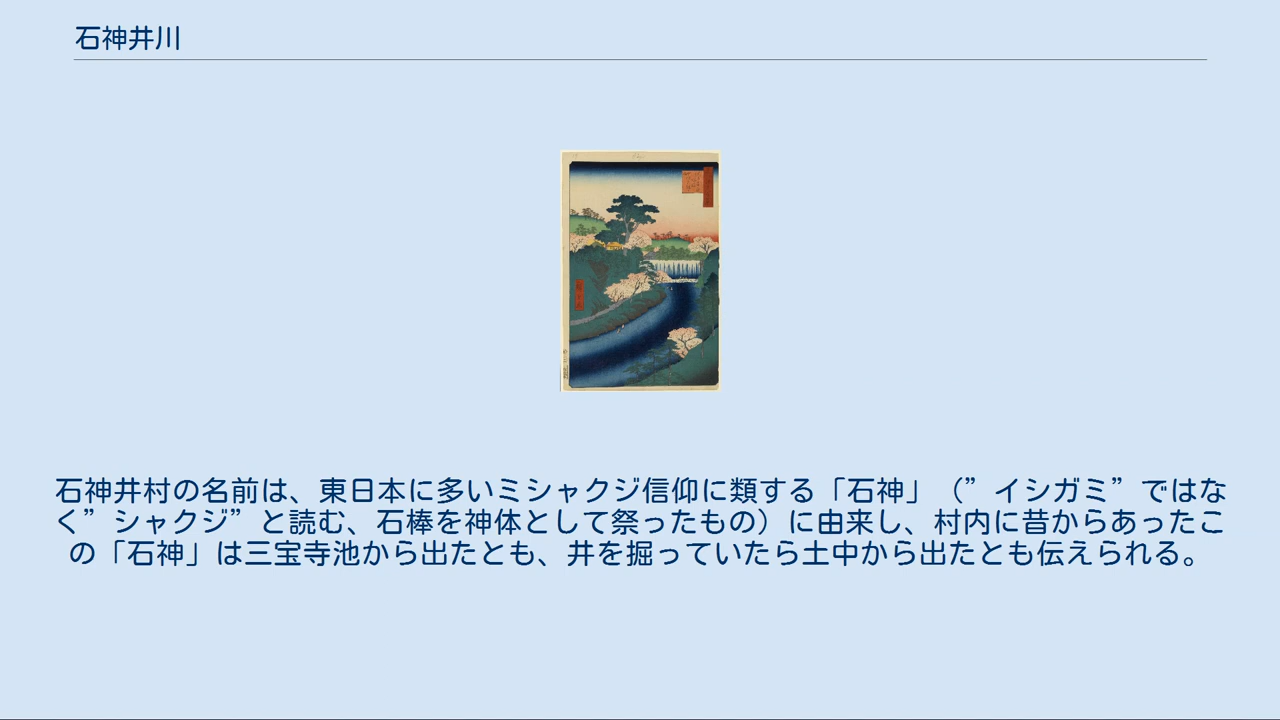 石神井川
石神井村の名前は、東日本に多いミシャクジ信仰に類する「石神」（”イシガミ”ではな
く”シャクジ”と読む、石棒を神体として祭ったもの）に由来し、村内に昔からあったこ
の「石神」は三宝寺池から出たとも、井を掘っていたら土中から出たとも伝えられる。